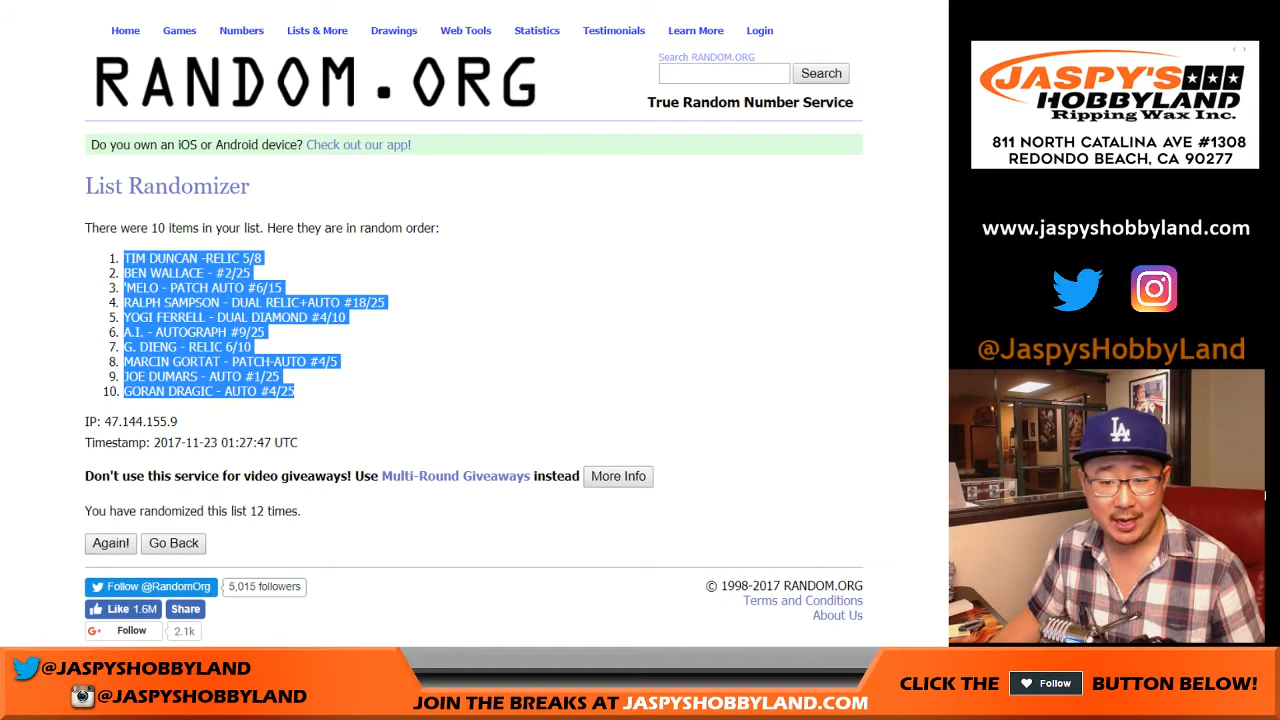 Home Games Numbers Lists & More Drawings Web Tools Statistics Testimonials Learn More Login
RANDOM.ORG
Search RANDOM.ORG
Search
True Random Number Service
Do you own an iOS or Android device? Check out our app!
List Randomizer
There were 10 items in your list. Here they are in random order:
1. TIM DUNCAN -RELIC 5/8
2. BEN WALLACE - #2/25
3. 'MELO - PATCH AUTO #6/15
4. RALPH SAMPSON - DUAL RELIC+AUTO #18/25
5. YOGI FERRELL - DUAL DIAMOND #4/10
6. A.I. - AUTOGRAPH #9/25
7. G. DIENG - RELIC 6/10
8. MARCIN GORTAT - PATCH-AUTO #4/5
9. JOE DUMARS - AUTO #1/25
10. GORAN DRAGIC - AUTO #4/25
IP: 47.144.155.9
Timestamp: 2017-11-23 01:27:47 UTC
Don't use this service for video giveaways! Use Multi-Round Giveaways instead More Info
You have randomized this list 12 times.
Again! Go Back
Follow @RandomOrg 5,015 followers
Like 1.6M Share
G+ Follow 2.1k
© 1998-2017 RANDOM.ORG
Terms and Conditions
About Us
JASPY'S
HOBBYLAND
Ripping Wax Inc.
811 NORTH CATALINA AVE #1308
REDONDO BEACH, CA 90277
www.jaspyshobbyland.com
@JaspysHobbyLand
LA
@JASPYSHOBBYLAND
@JASPYSHOBBYLAND
JOIN THE BREAKS AT JASPYSHOBBYLAND.COM
CLICK THE Follow BUTTON BELOW!